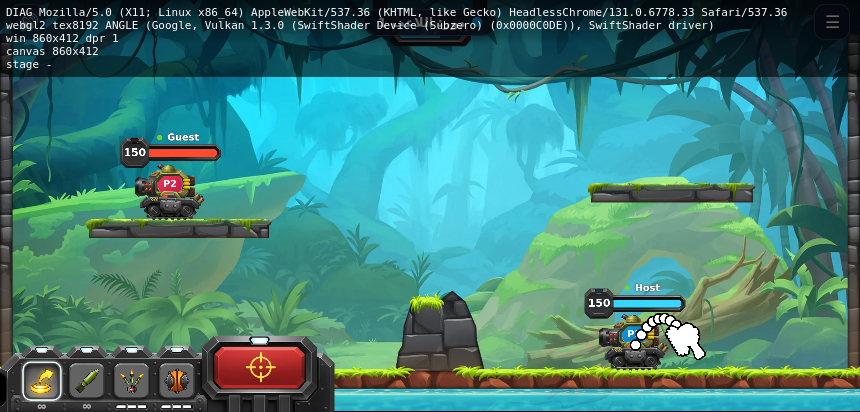 DIAG Mozilla/5.0 (X11; Linux x86_64) AppleWebKit/537.36 (KHTML, like Gecko) HeadlessChrome/131.0.6778.33 Safari/537.36
webgl2 tex8192 ANGLE (Google, Vulkan 1.3.0 (SwiftShader Device (Subzero) (0x0000C0DE)), SwiftShader driver)
win 860x412 dpr 1
canvas 860x412
stage -
Guest
150
P2
Host
150
∞ ∞